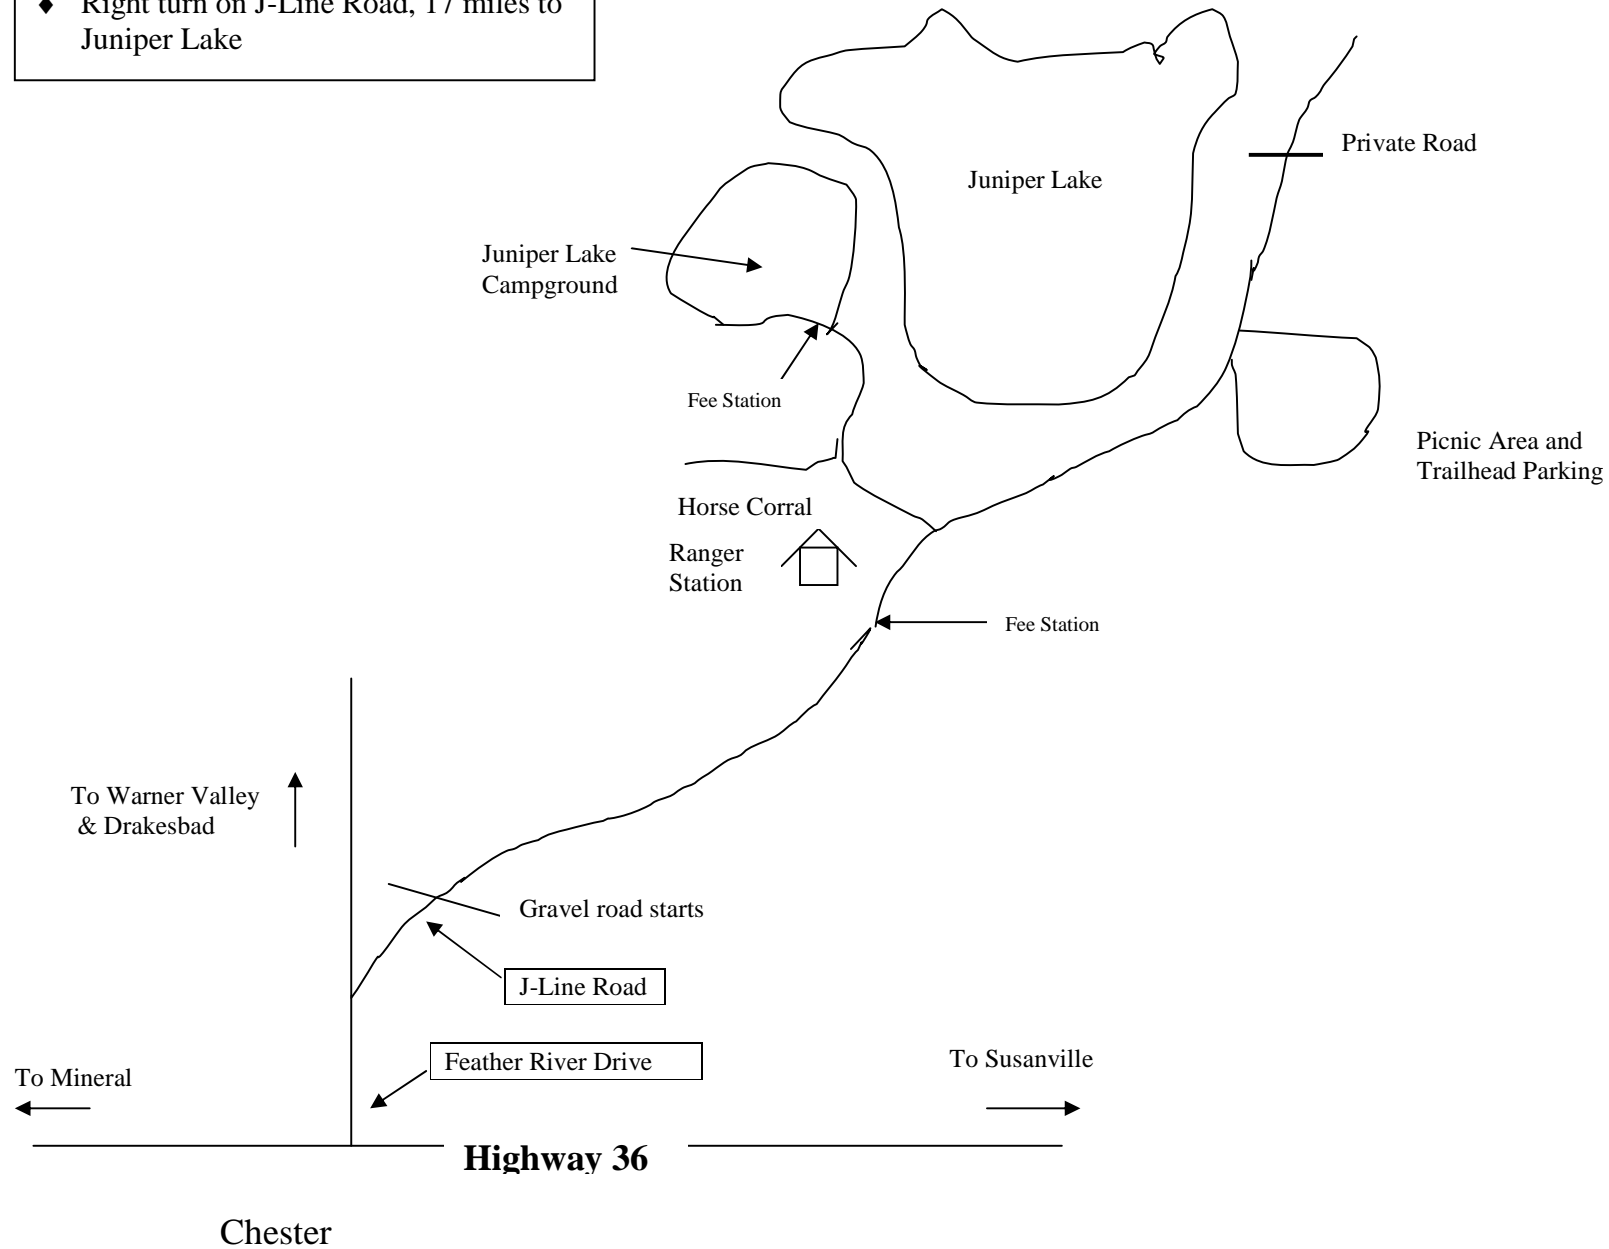 ♦ Right turn on J-Line Road, 17 miles to
Juniper Lake
Private Road
Juniper Lake
Juniper Lake
Campground
Fee Station
Picnic Area and
Trailhead Parking
Horse Corral
Ranger
Station
Fee Station
To Warner Valley
& Drakesbad
Gravel road starts
J-Line Road
Feather River Drive
To Susanville
To Mineral
Highway 36
Chester